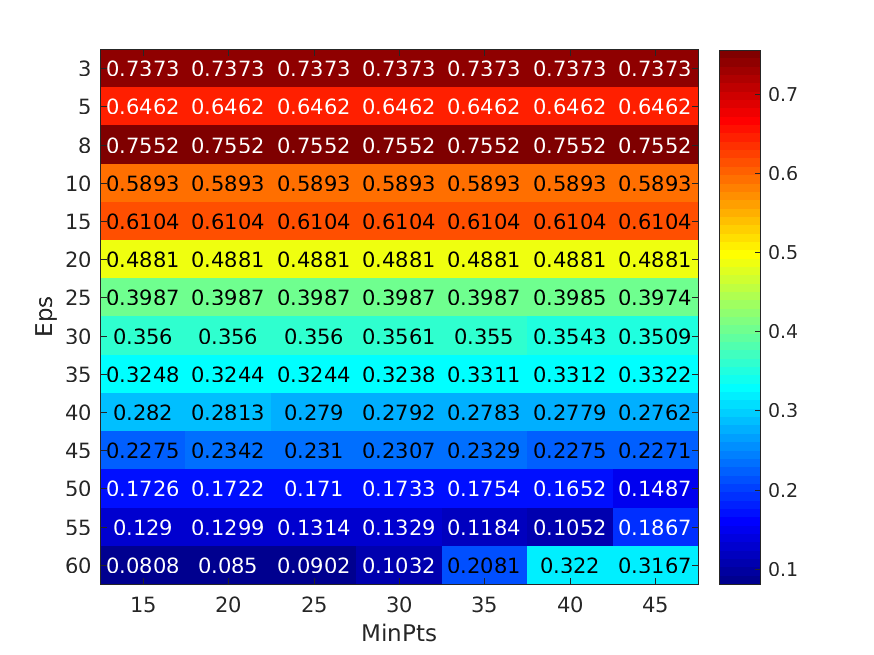 3 0.7373 0.7373 0.7373 0.7373 0.7373 0.7373 0.7373
5 0.6462 0.6462 0.6462 0.6462 0.6462 0.6462 0.6462
8 0.7552 0.7552 0.7552 0.7552 0.7552 0.7552 0.7552
10 0.5893 0.5893 0.5893 0.5893 0.5893 0.5893 0.5893
15 0.6104 0.6104 0.6104 0.6104 0.6104 0.6104 0.6104
20 0.4881 0.4881 0.4881 0.4881 0.4881 0.4881 0.4881
25 0.3987 0.3987 0.3987 0.3987 0.3987 0.3985 0.3974
30 0.356 0.356 0.356 0.3561 0.355 0.3543 0.3509
35 0.3248 0.3244 0.3244 0.3238 0.3311 0.3312 0.3322
40 0.282 0.2813 0.279 0.2792 0.2783 0.2779 0.2762
45 0.2275 0.2342 0.231 0.2307 0.2329 0.2275 0.2271
50 0.1726 0.1722 0.171 0.1733 0.1754 0.1652 0.1487
55 0.129 0.1299 0.1314 0.1329 0.1184 0.1052 0.1867
60 0.0808 0.085 0.0902 0.1032 0.2081 0.322 0.3167
15 20 25 30 35 40 45
MinPts
Eps
0.7
0.6
0.5
0.4
0.3
0.2
0.1